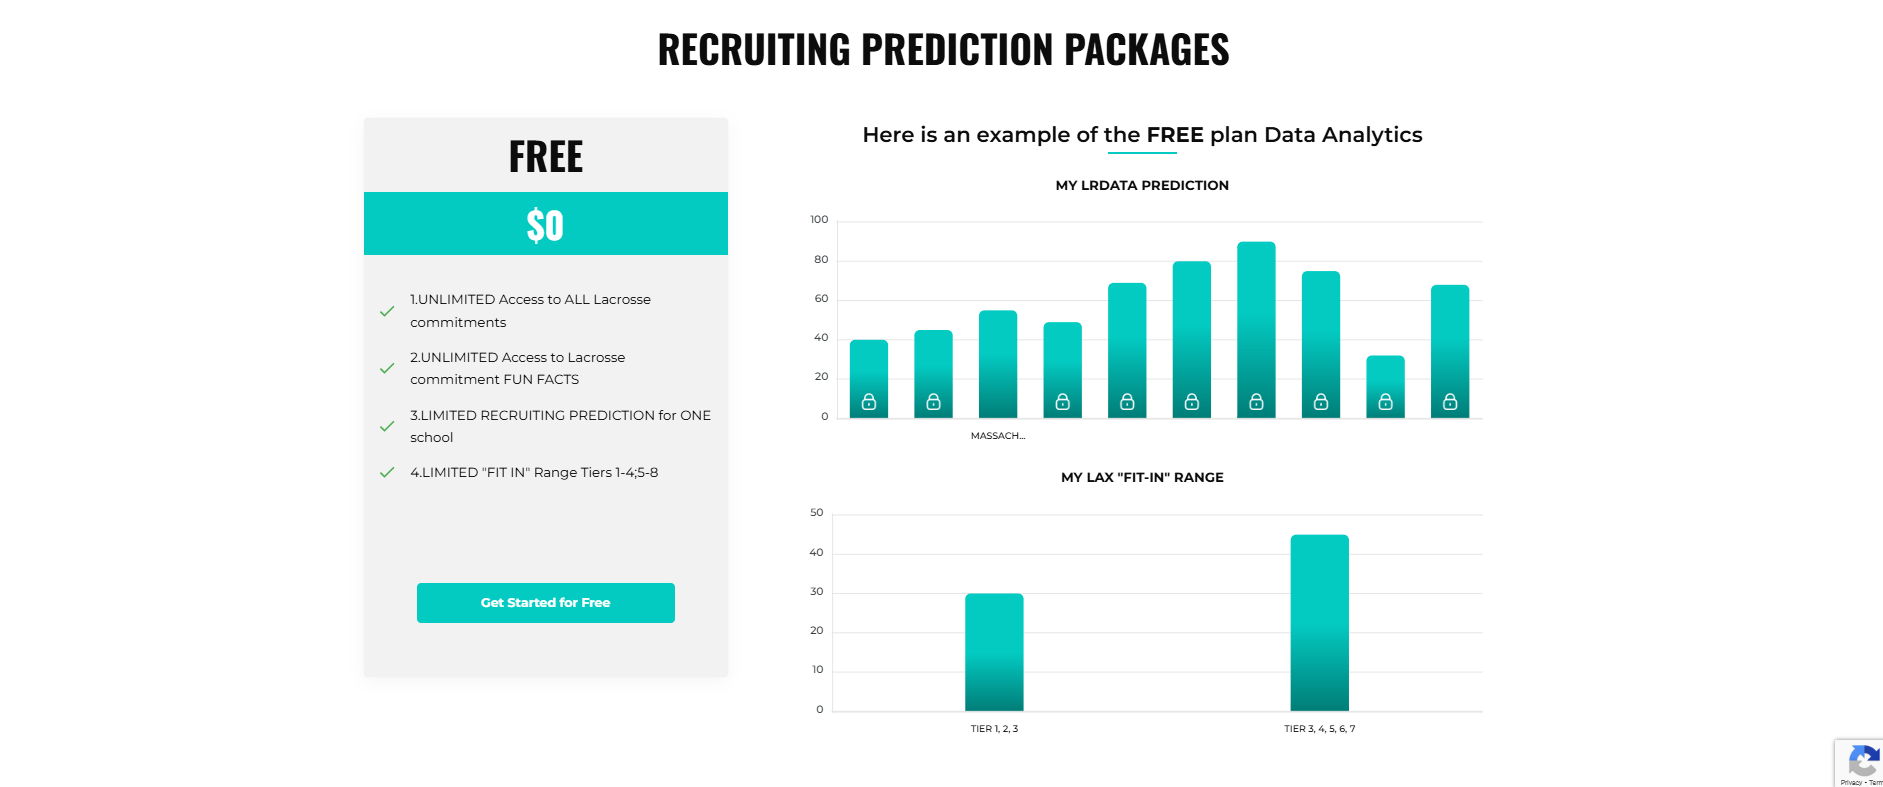 RECRUITING PREDICTION PACKAGES
FREE
$0
1.UNLIMITED Access to ALL Lacrosse
commitments
2.UNLIMITED Access to Lacrosse
commitment FUN FACTS
3.LIMITED RECRUITING PREDICTION for ONE
school
4.LIMITED "FIT IN" Range Tiers 1-4;5-8
Get Started for Free
Here is an example of the FREE plan Data Analytics
MY LRDATA PREDICTION
100
80
60
40
20
0
MASSACH...
MY LAX "FIT-IN" RANGE
50
40
30
20
10
0
TIER 1, 2, 3
TIER 3, 4, 5, 6, 7
Privacy - Term